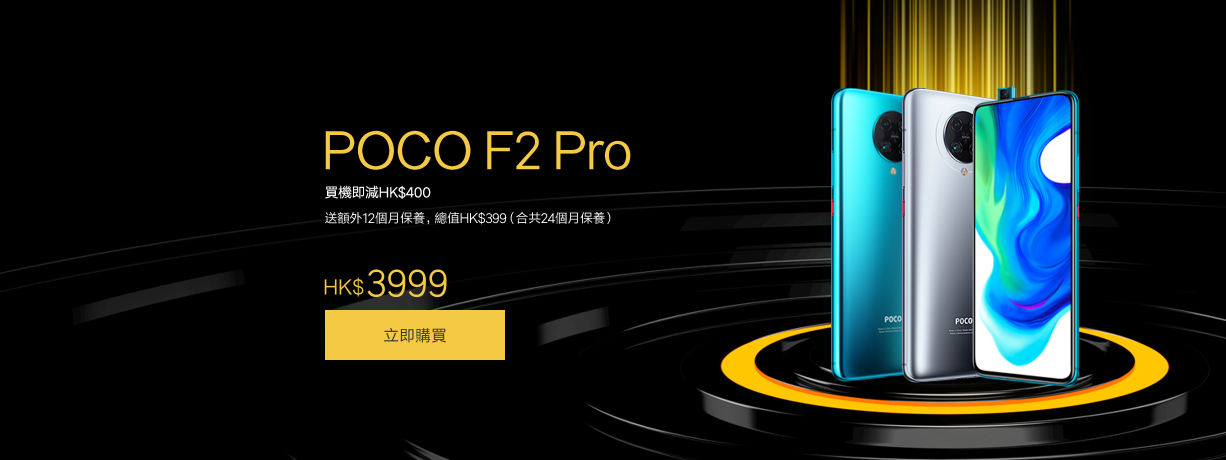 POCO F2 Pro
買機即減HK$400
送額外12個月保養，總值HK$399（合共24個月保養）
HK$3999
立即購買
POCO
POCO